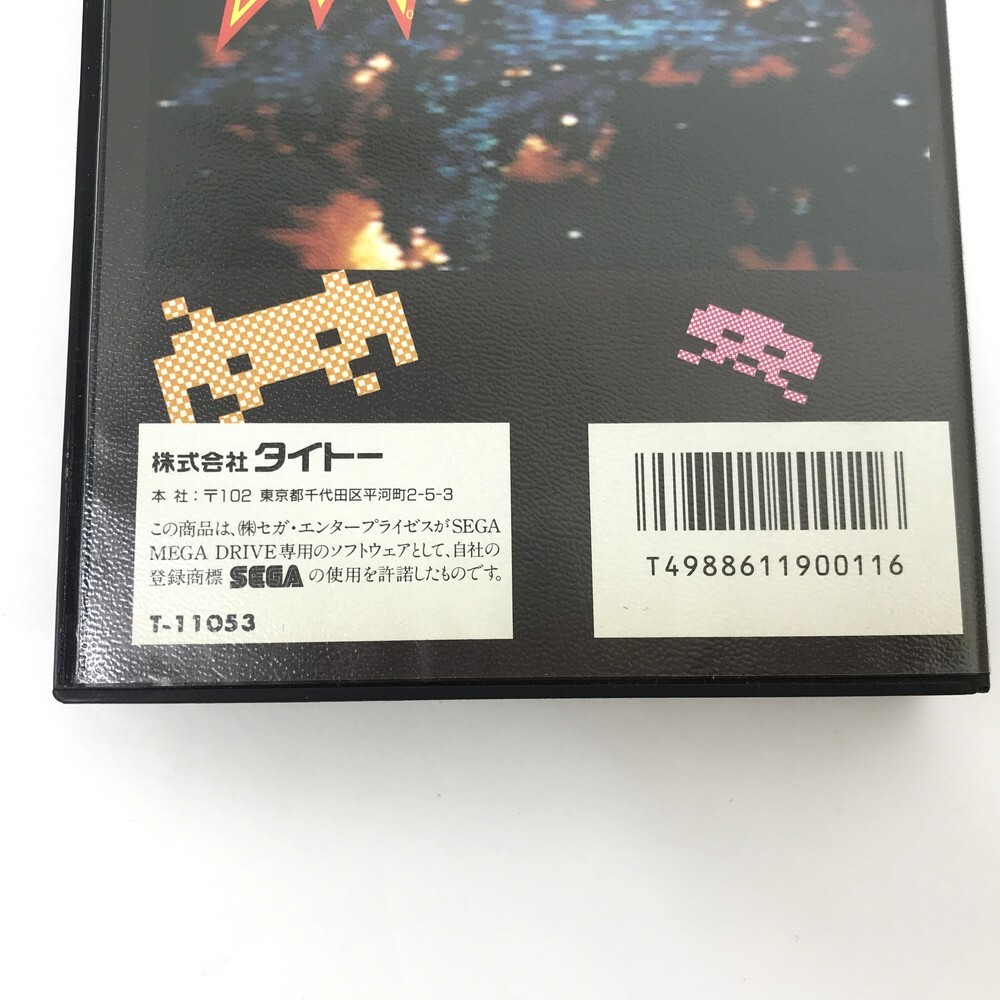 株式会社 タイトー
本 社 : 〒102 東京都千代田区平河町2-5-3
この商品は、㈱セガ・エンタープライゼスがSEGA
MEGA DRIVE専用のソフトウェアとして、自社の
登録商標 SEGA の使用を許諾したものです。
T-11053
T4988611900116